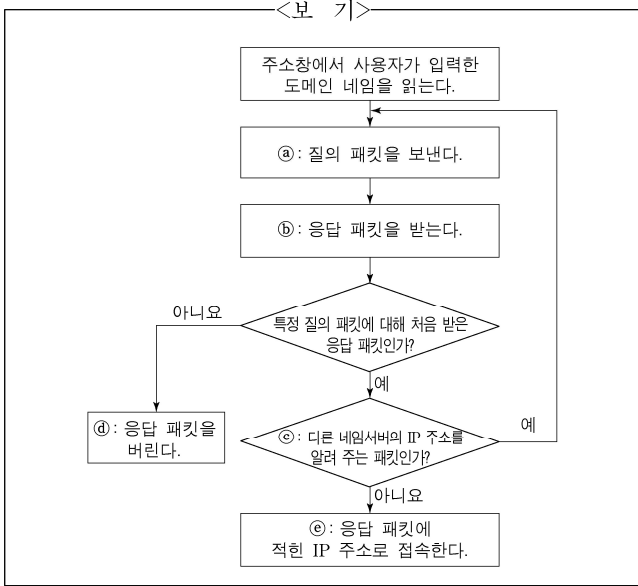 <보 기>
주소창에서 사용자가 입력한
도메인 네임을 읽는다.
ⓐ: 질의 패킷을 보낸다.
ⓑ: 응답 패킷을 받는다.
아니요
특정 질의 패킷에 대해 처음 받은
응답 패킷인가?
예
ⓓ: 응답 패킷을
버린다.
ⓒ: 다른 네임서버의 IP 주소를
알려 주는 패킷인가?
예
아니요
ⓔ: 응답 패킷에
적힌 IP 주소로 접속한다.